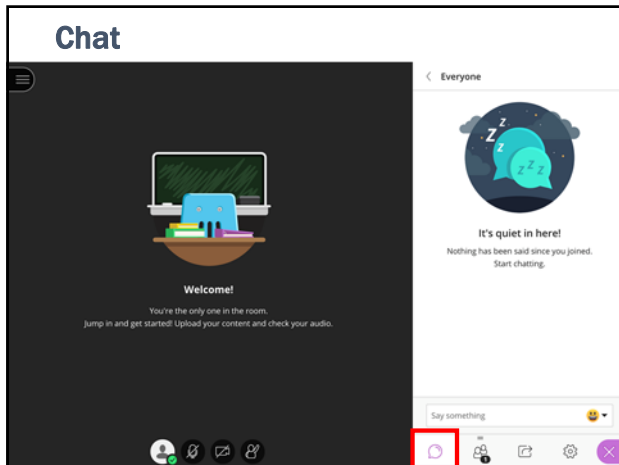 Chat
Everyone
z
z
z
z z z
Welcome!
You're the only one in the room.
Jump in and get started! Upload your content and check your audio.
It's quiet in here!
Nothing has been said since you joined.
Start chatting.
Say something
1